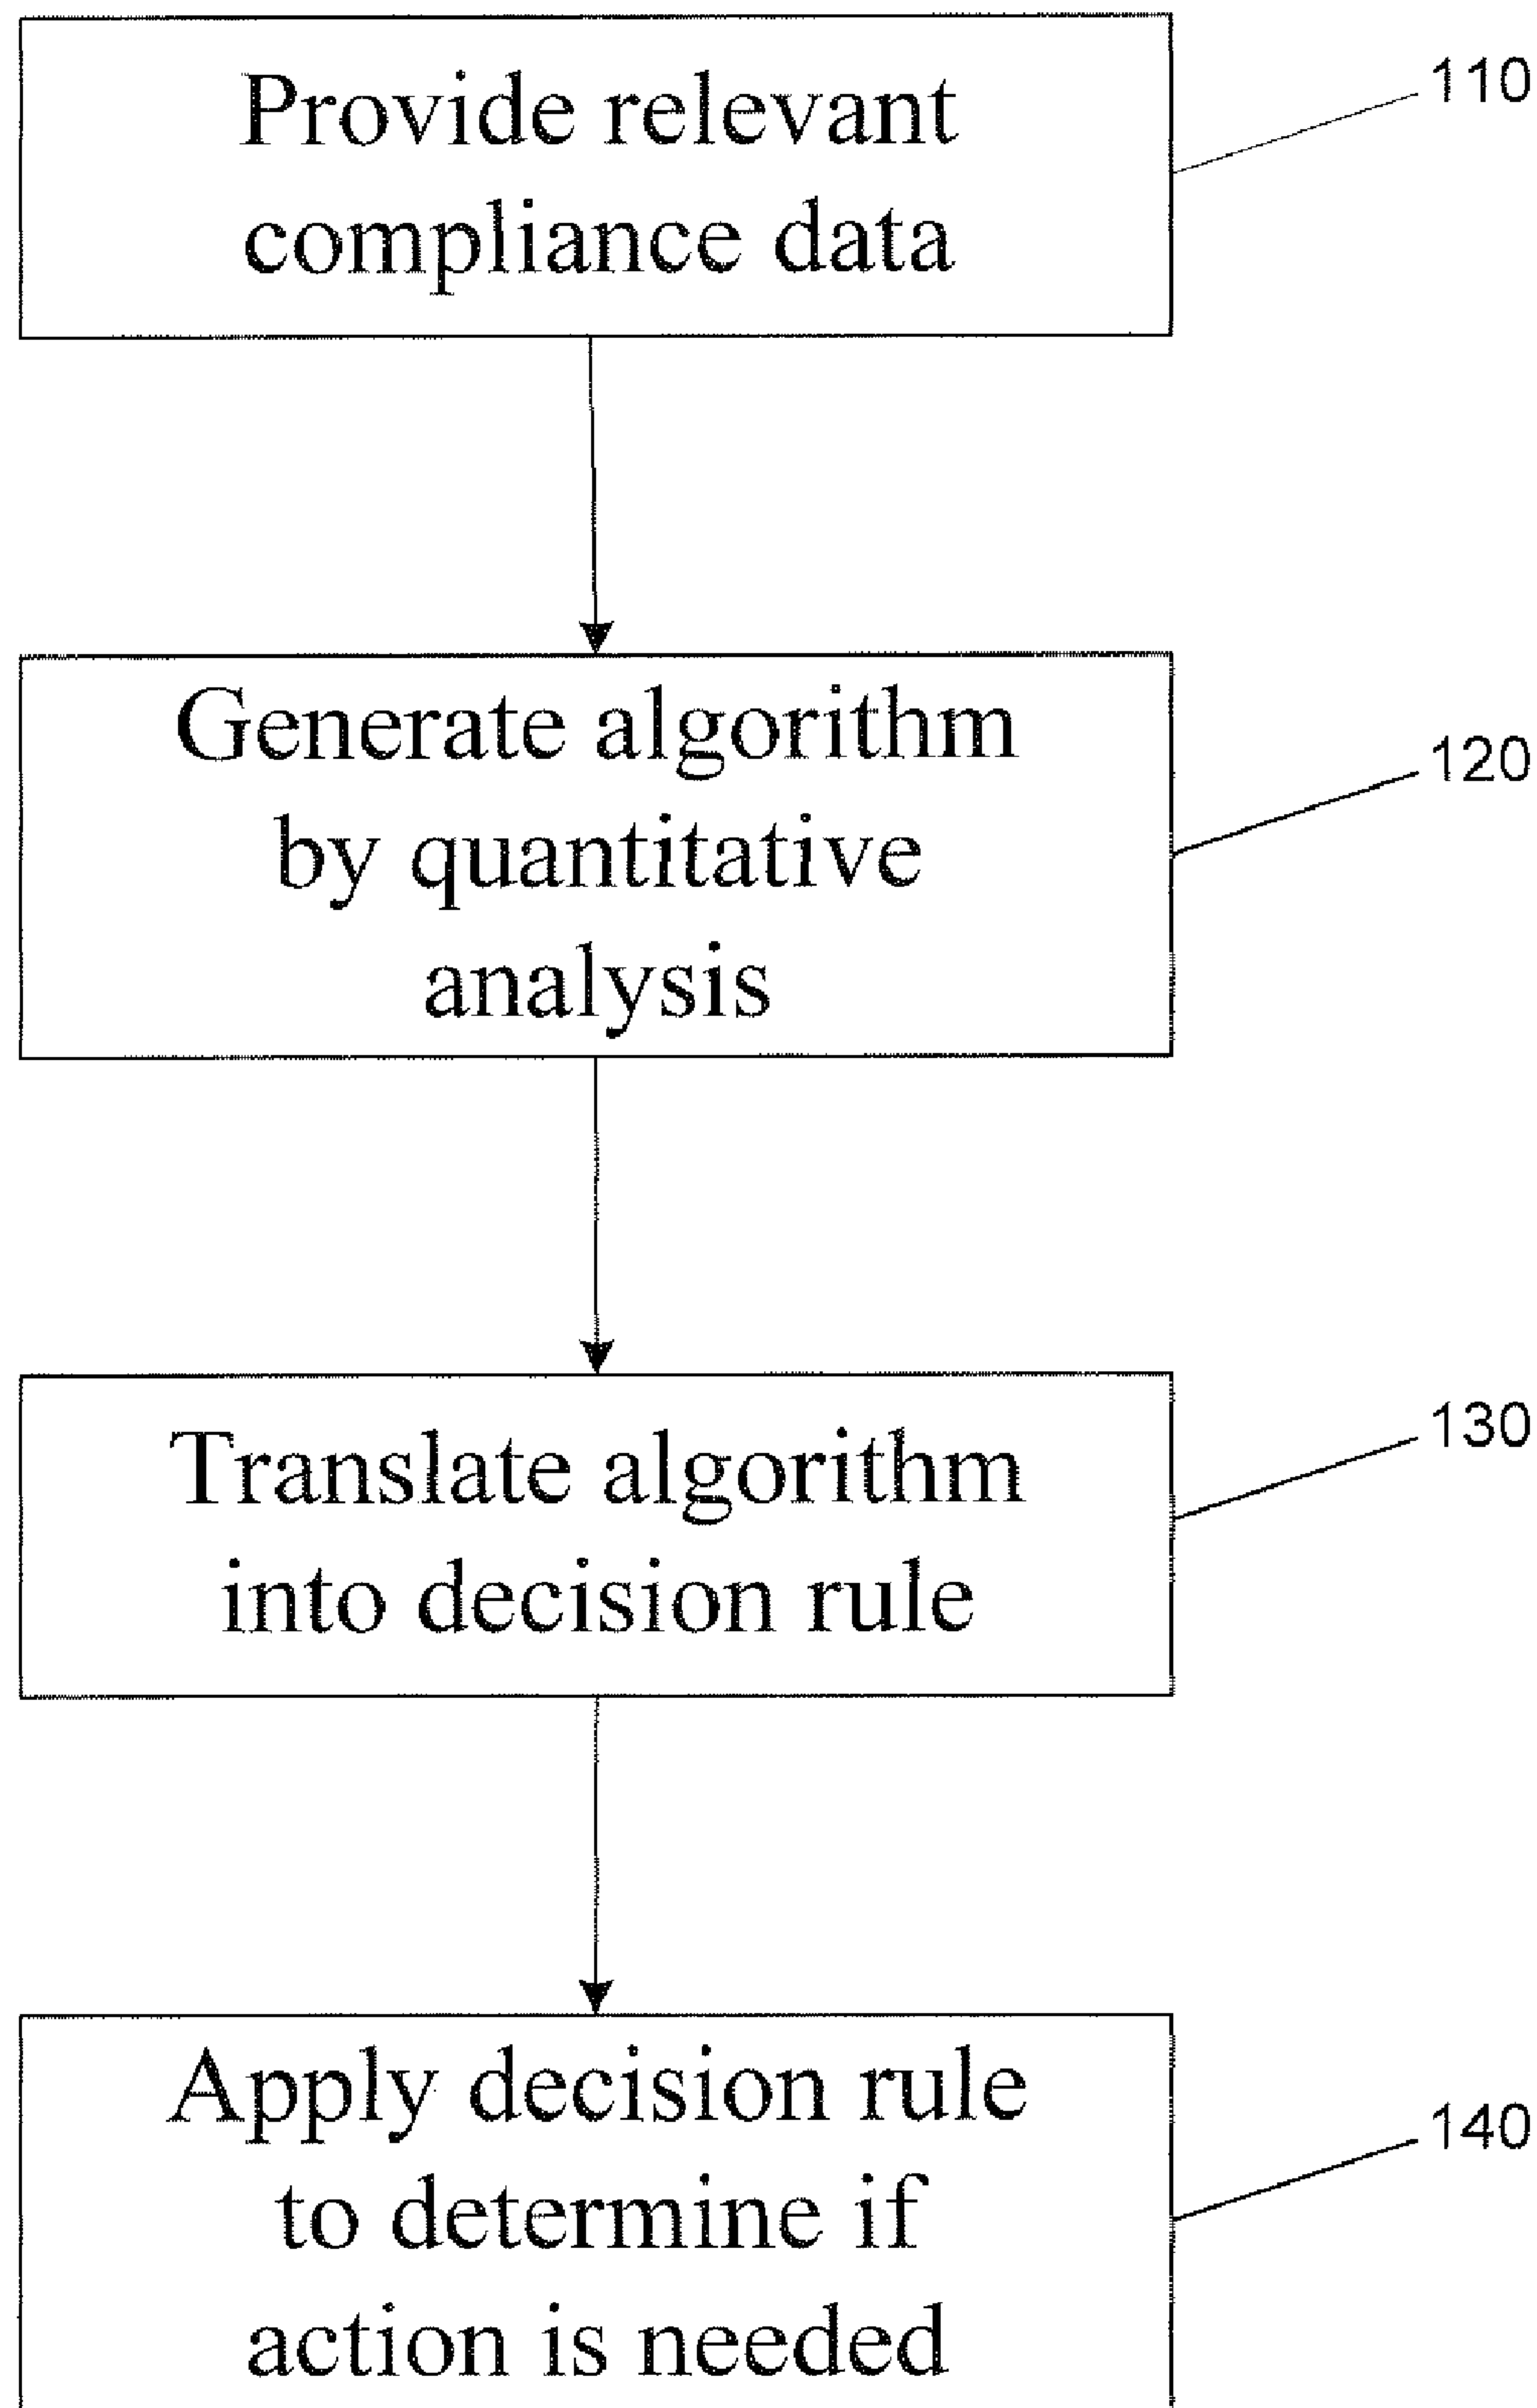 Provide relevant
compliance data
110
Generate algorithm
by quantitative
analysis
120
Translate algorithm
into decision rule
130
Apply decision rule
to determine if
action is needed
140